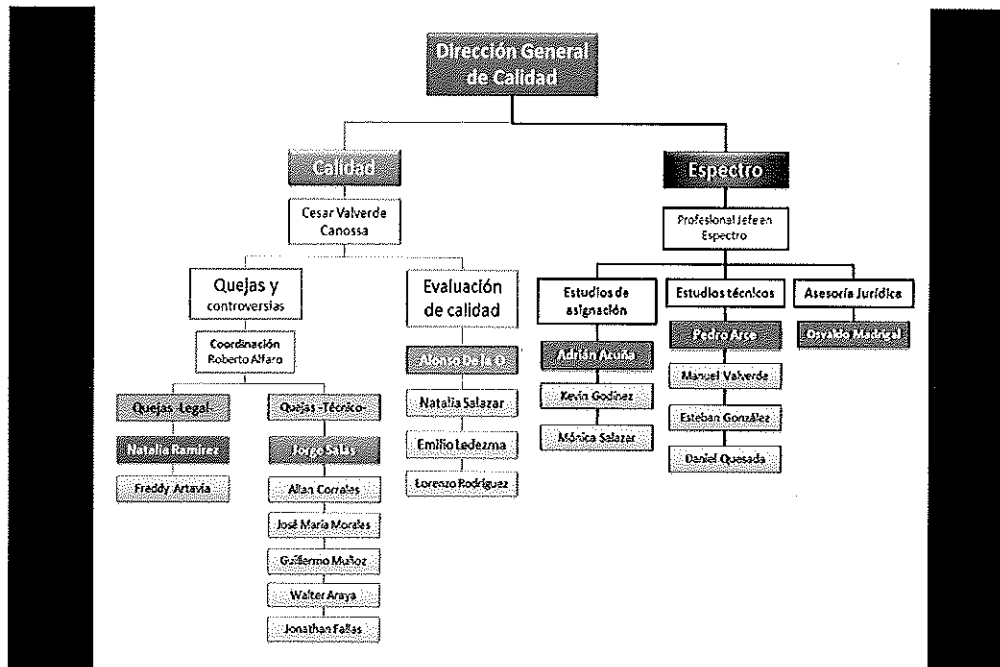 Dirección General
de Calidad
Calidad
Cesar Valverde
Canossa
Quejas y
controversias
Coordinación
Roberto Alfaro
Quejas -Legal-
Natalia Ramírez
Freddy Artavia
Quejas -Técnico-
Jorge Salas
Allan Corrales
José María Morales
Guillermo Muñoz
Walter Araya
Jonathan Fallas
Evaluación
de calidad
Alonso De la O
Natalia Salazar
Emilio Ledezma
Lorenzo Rodríguez
Espectro
Profesional Jefe en
Espectro
Estudios de
asignación
Adrián Acuña
Kevin Godínez
Mónica Salazar
Estudios técnicos
Pedro Arce
Manuel Valverde
Esteban González
Daniel Quesada
Asesoría Jurídica
Osvaldo Madrigal